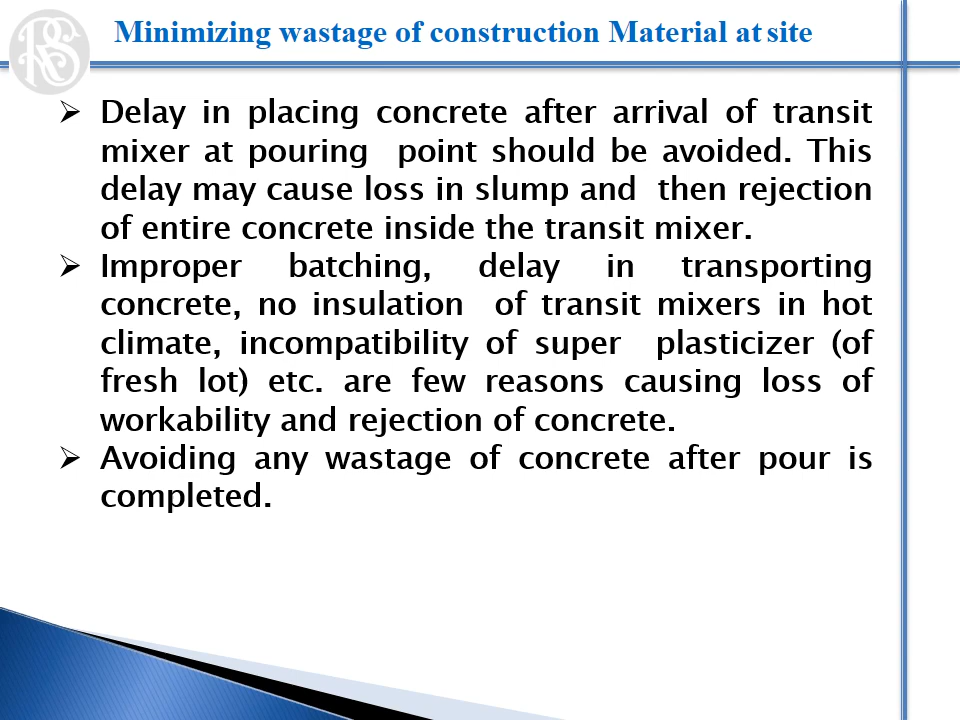 Minimizing wastage of construction Material at site
➢ Delay in placing concrete after arrival of transit
mixer at pouring point should be avoided. This
delay may cause loss in slump and then rejection
of entire concrete inside the transit mixer.
➢ Improper batching, delay in transporting
concrete, no insulation of transit mixers in hot
climate, incompatibility of super plasticizer (of
fresh lot) etc. are few reasons causing loss of
workability and rejection of concrete.
➢ Avoiding any wastage of concrete after pour is
completed.